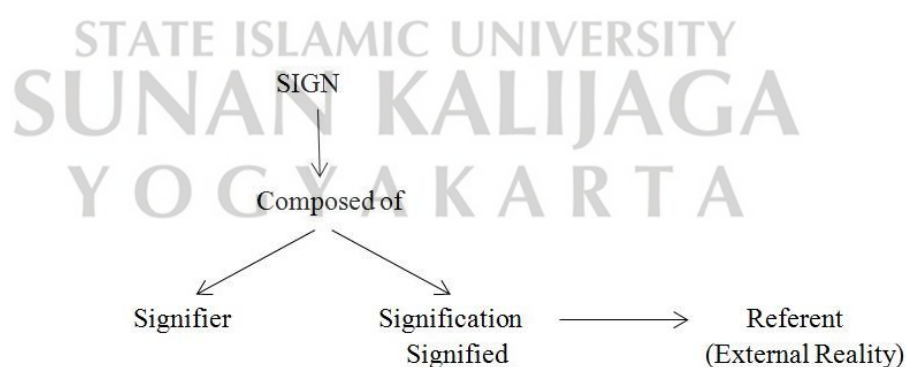 STATE ISLAMIC UNIVERSITY
SIGN
SUNAN KALIJAGA
YOGYAKARTA
Composed of
Signifier Signification Referent
Signified (External Reality)